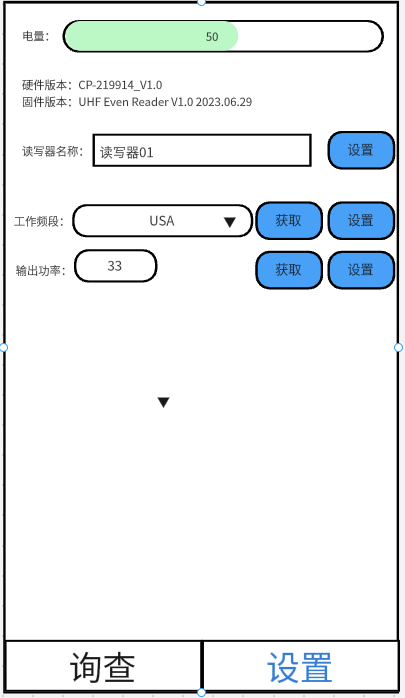 电量： 50
硬件版本：CP-219914_V1.0
固件版本：UHF Even Reader V1.0 2023.06.29
读写器名称： 读写器01 设置
工作频段： USA 获取 设置
输出功率： 33 获取 设置
询查 设置